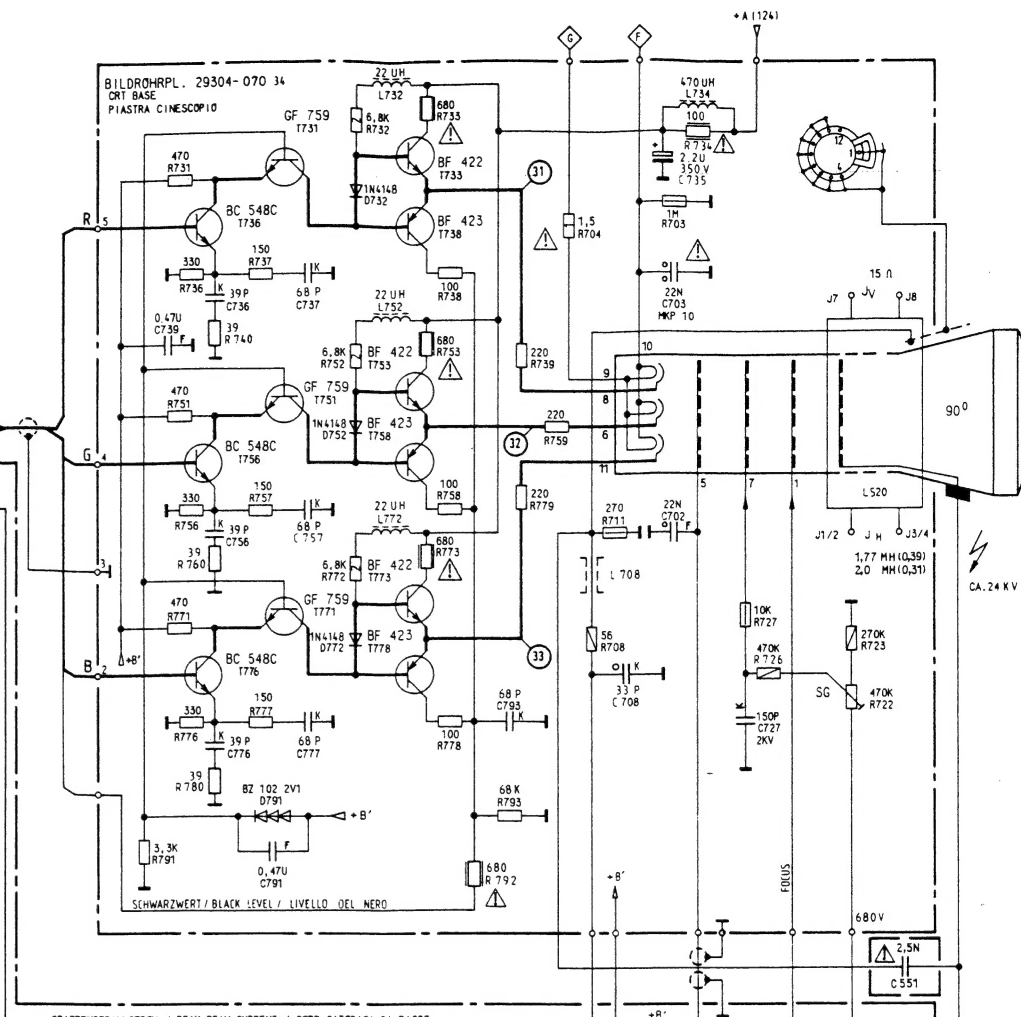 +A (124)
G
F
BILDRÖHRPL. 29304-070 34
CRT BASE
PIASTRA CINESCOPIO
22 UH
L732
680
R733
6,8K
R732
GF 759
T731
BF 422
T733
470
R731
1N4148
D732
BC 548C
T736
BF 423
T738
31
R 5
330
R736
150
R737
K
68 P
C737
K
39P
C736
39
R740
0,47U
C739
F
100
R738
470UH
L734
100
R734
+
2,2U
350V
C735
1M
R703
1,5
R704
22N
C703
MKP 10
12
1
4
15 Ω
J7
JV
J8
22 UH
L752
680
R753
6,8K
R752
BF 422
T753
GF 759
T751
470
R751
1N4148
D752
BF 423
T758
BC 548C
T756
220
R739
32
220
R759
10
9
8
6
11
5
7
1
90°
G 4
330
R756
150
R757
K
68 P
C757
K
39P
C756
39
R760
100
R758
22 UH
L772
220
R779
270
R711
22N
C702
F
LS20
J1/2
JH
J3/4
1,77 MH(0,39)
2,0 MH(0,31)
CA. 24 KV
3
680
R773
6,8K
R772
BF 422
T773
GF 759
T771
470
R771
1N4148
D772
BF 423
T778
33
+B'
B 2
BC 548C
T776
L708
56
R708
33 P
C708
K
10K
R727
470K
R726
270K
R723
SG
470K
R722
K
150P
C727
2KV
330
R776
150
R777
K
68 P
C777
K
39P
C776
39
R780
100
R778
68 P
C793
K
BZ 102 2V1
D791
+B'
F
0,47U
C791
3,3K
R791
68K
R793
680
R792
SCHWARZWERT / BLACK LEVEL / LIVELLO DEL NERO
+B'
FOCUS
680V
2,5N
C551
+B'